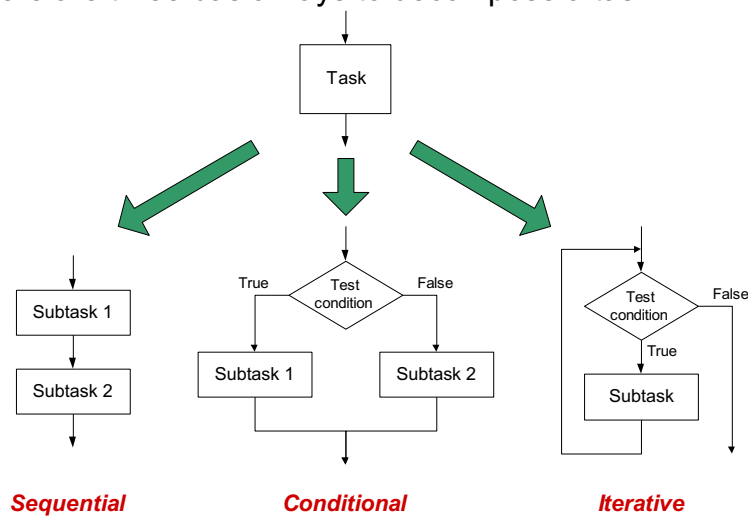 Task
Subtask 1
Subtask 2
Sequential
True
Test
condition
False
Subtask 1
Subtask 2
Conditional
Test
condition
False
True
Subtask
Iterative